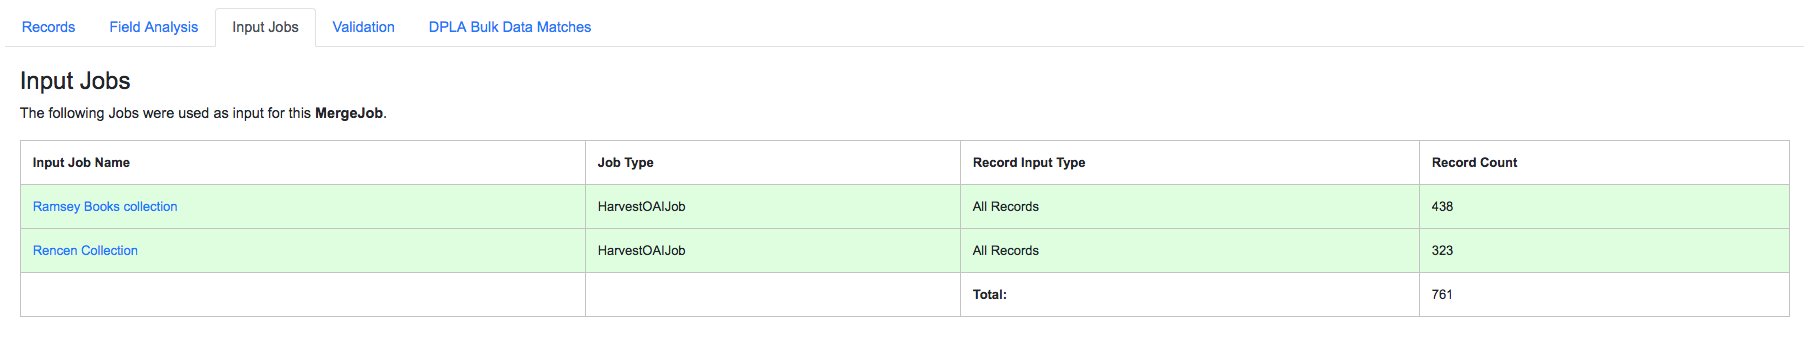 Records Field Analysis Input Jobs Validation DPLA Bulk Data Matches
Input Jobs
The following Jobs were used as input for this MergeJob.
Input Job Name Job Type Record Input Type Record Count
Ramsey Books collection HarvestOAIJob All Records 438
Rencen Collection HarvestOAIJob All Records 323
Total: 761